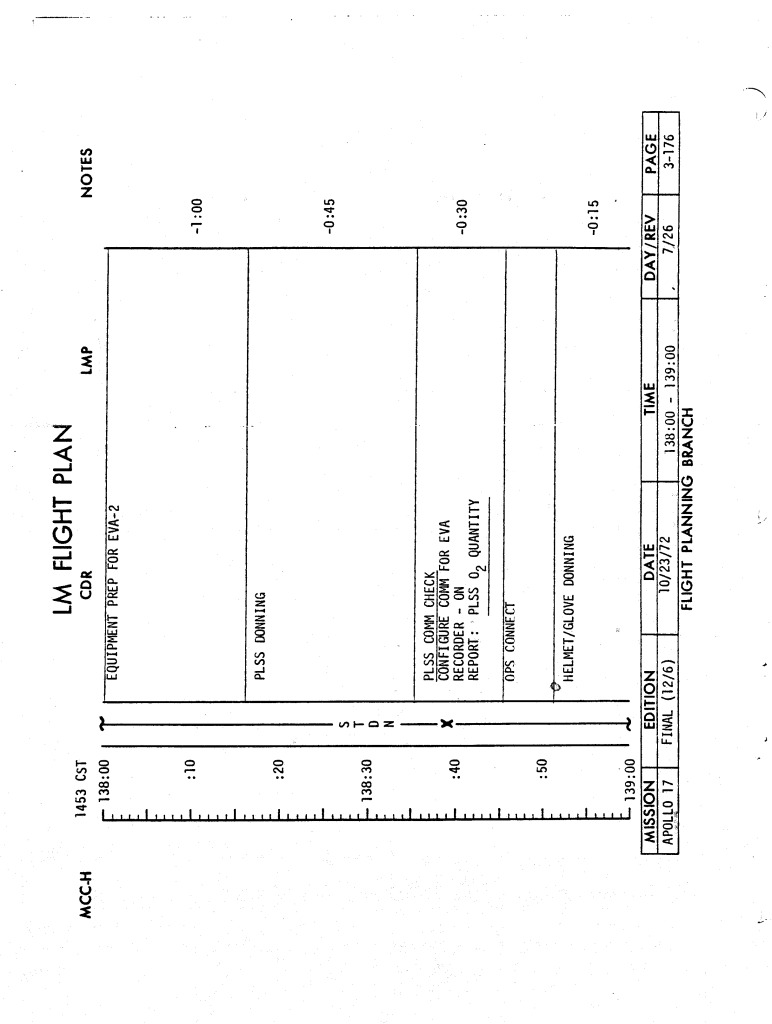 LM FLIGHT PLAN
MCC-H 1453 CST CDR LMP NOTES
138:00
EQUIPMENT PREP FOR EVA-2
:10
-1:00
PLSS DONNING
:20
-0:45
138:30
S T D N
PLSS COMM CHECK
CONFIGURE COMM FOR EVA
RECORDER - ON
REPORT: PLSS O2 QUANTITY
:40
-0:30
OPS CONNECT
:50
HELMET/GLOVE DONNING
-0:15
139:00
MISSION EDITION DATE TIME DAY/REV PAGE
APOLLO 17 FINAL (12/6) 10/23/72 138:00 - 139:00 7/26 3-176
FLIGHT PLANNING BRANCH